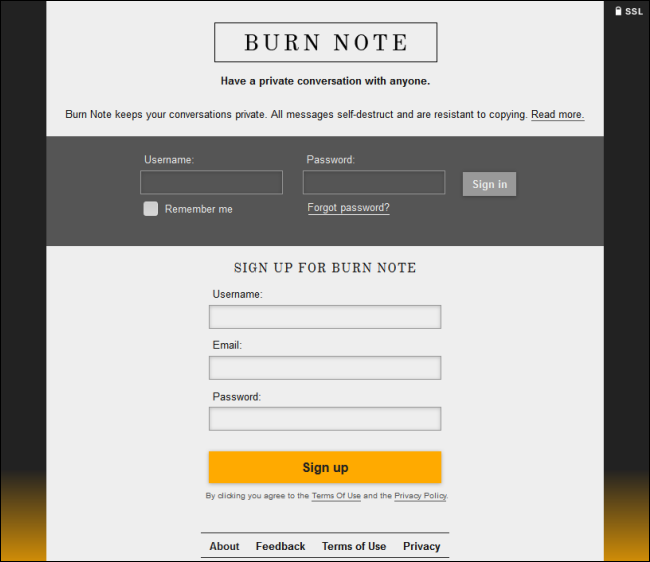 SSL
BURN NOTE
Have a private conversation with anyone.
Burn Note keeps your conversations private. All messages self-destruct and are resistant to copying. Read more.
Username: Password:
Sign in
Remember me Forgot password?
SIGN UP FOR BURN NOTE
Username:
Email:
Password:
Sign up
By clicking you agree to the Terms Of Use and the Privacy Policy.
About Feedback Terms of Use Privacy